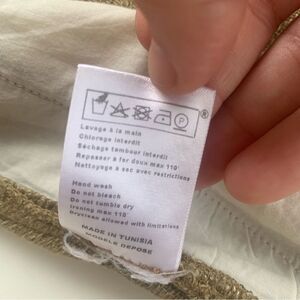 P
®
Lavage à la main
Chlorage interdit
Séchage tambour interdit
Repasser à fer doux max 110°
Nettoyage à sec avec restrictions
Hand wash
Do not bleach
Do not tumble dry
Ironing max 110°
Dryclean allowed with limitations
MADE IN TUNISIA
MODELE DEPOSE